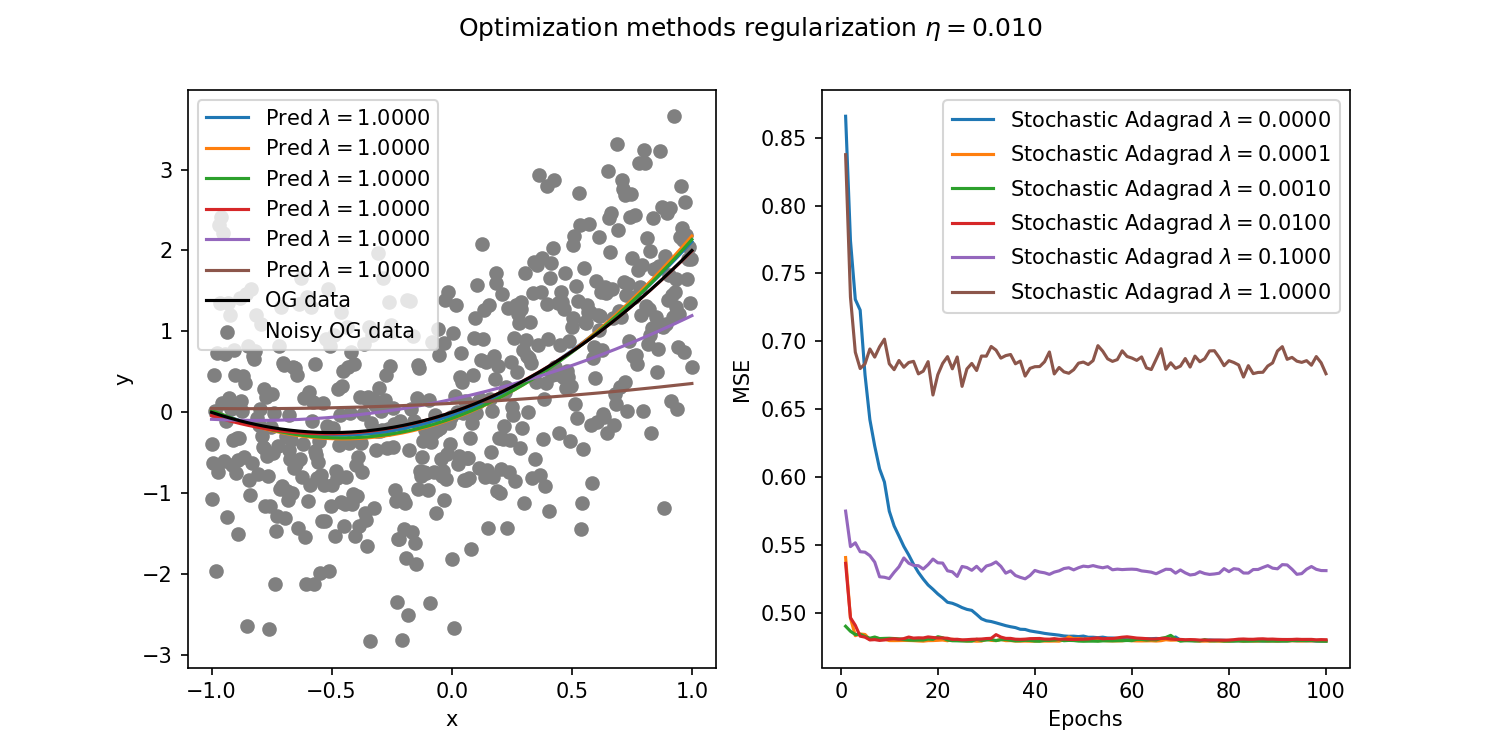 Optimization methods regularization η = 0.010
Pred λ = 1.0000
Pred λ = 1.0000
Pred λ = 1.0000
Pred λ = 1.0000
Pred λ = 1.0000
Pred λ = 1.0000
OG data
Noisy OG data
3
2
1
0
−1
−2
−3
y
−1.0 −0.5 0.0 0.5 1.0
x
Stochastic Adagrad λ = 0.0000
Stochastic Adagrad λ = 0.0001
Stochastic Adagrad λ = 0.0010
Stochastic Adagrad λ = 0.0100
Stochastic Adagrad λ = 0.1000
Stochastic Adagrad λ = 1.0000
0.85
0.80
0.75
0.70
0.65
0.60
0.55
0.50
MSE
0 20 40 60 80 100
Epochs